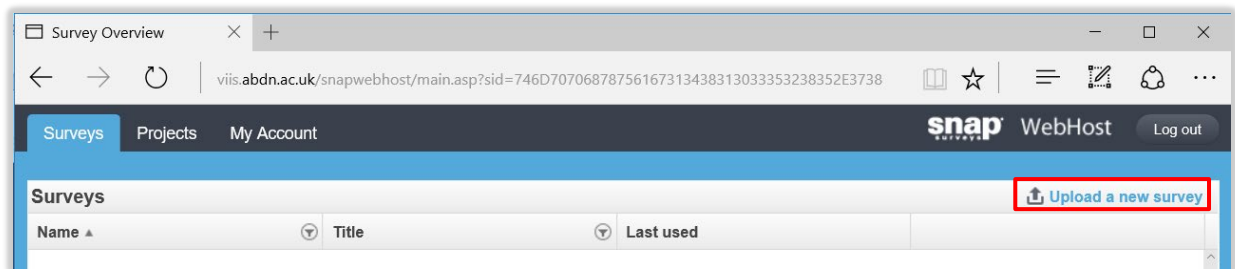 Survey Overview
viis.abdn.ac.uk/snapwebhost/main.asp?sid=746D70706878756167313438313033353238352E3738
Surveys Projects My Account snap surveys WebHost Log out
Surveys Upload a new survey
Name Title Last used